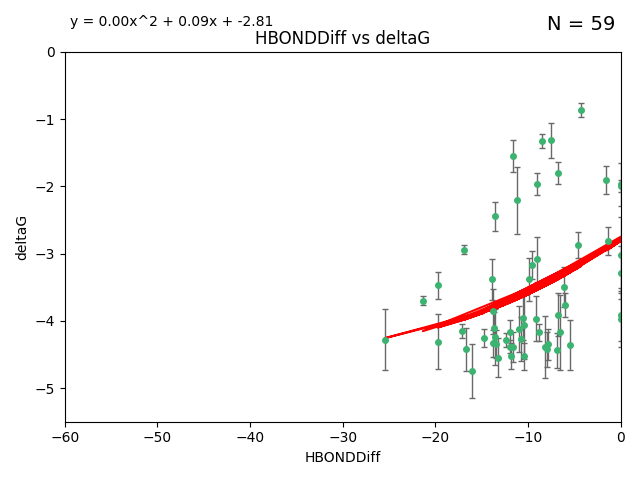 y = 0.00x^2 + 0.09x + -2.81
N = 59
HBONDDiff vs deltaG
0
−1
−2
−3
−4
−5
deltaG
−60 −50 −40 −30 −20 −10 0
HBONDDiff